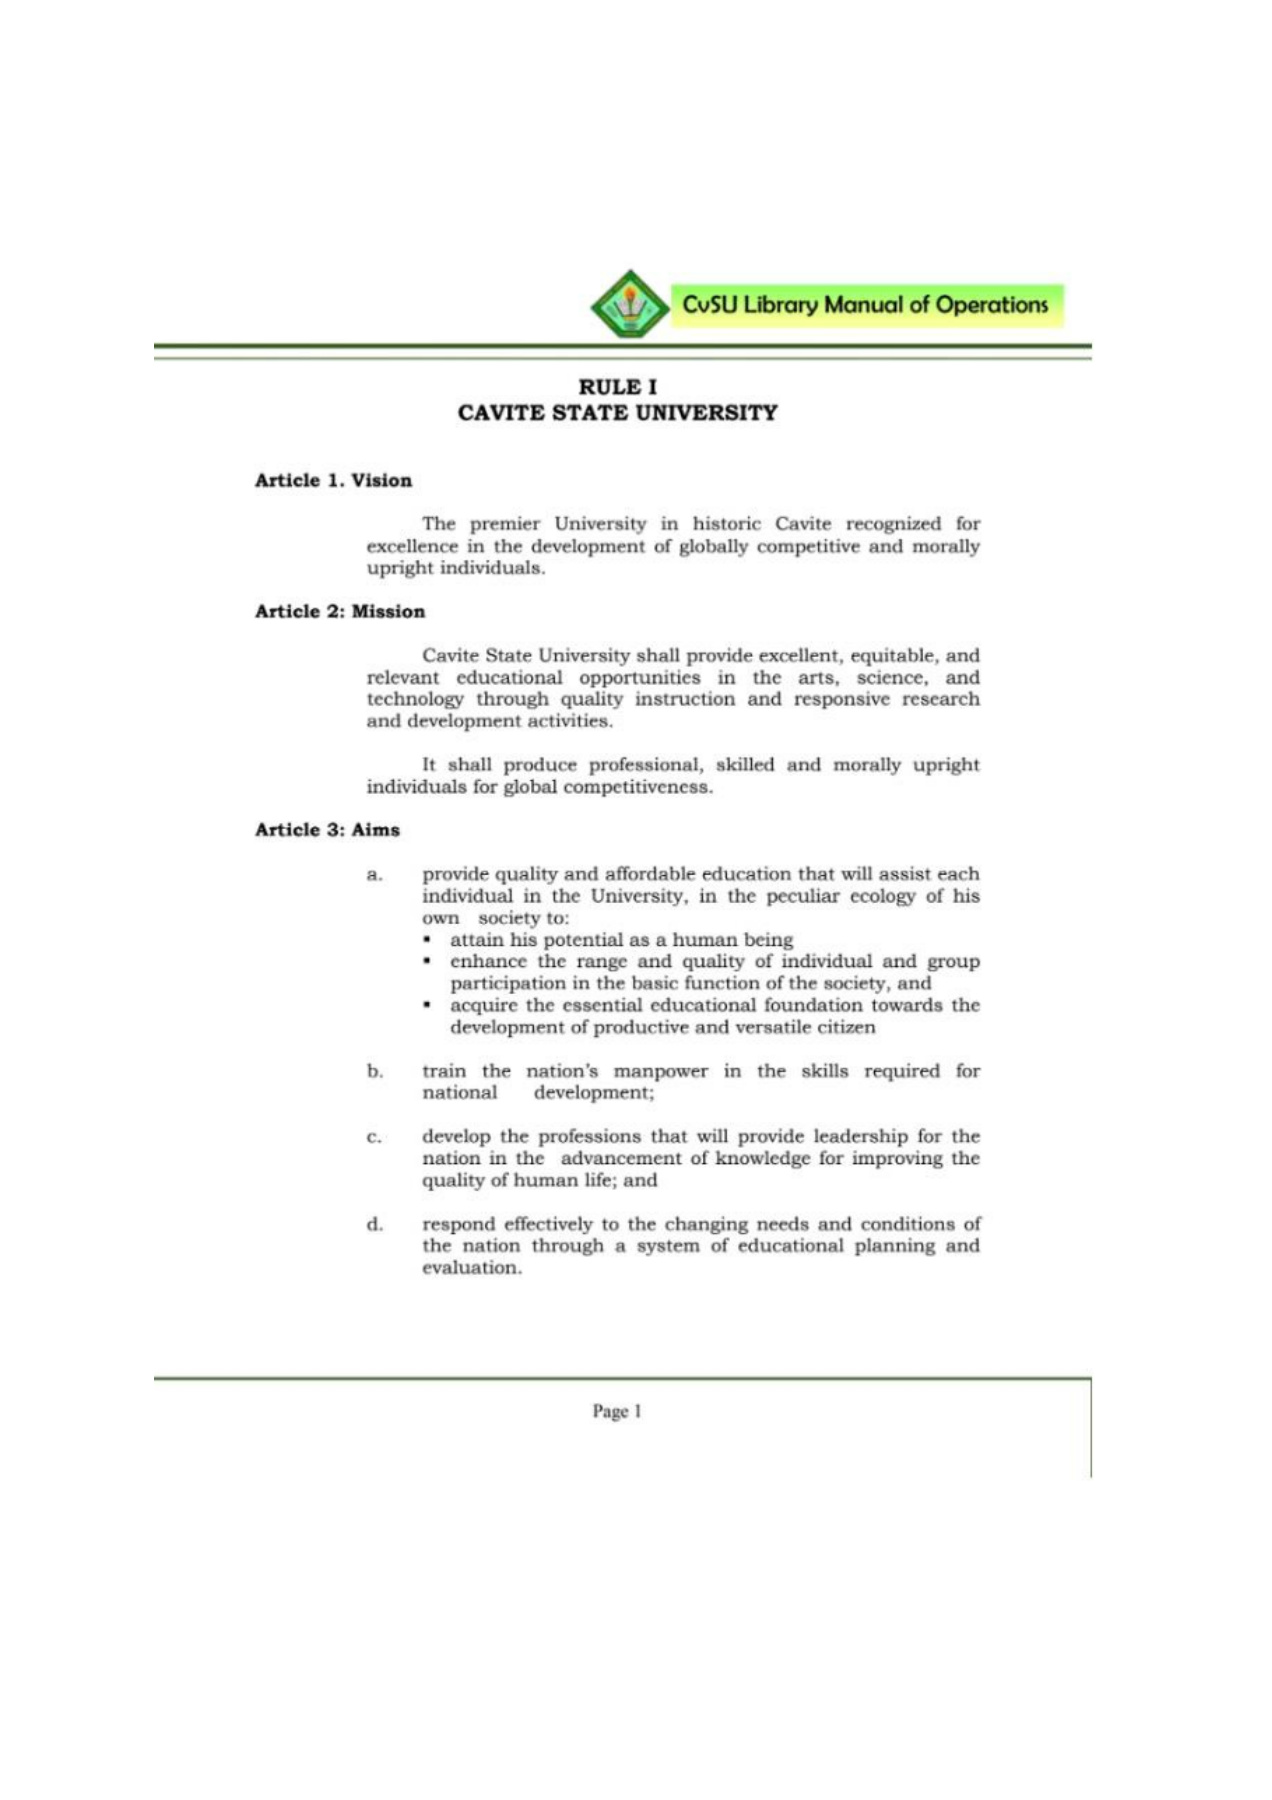 CvSU Library Manual of Operations
RULE I
CAVITE STATE UNIVERSITY
Article 1. Vision
The premier University in historic Cavite recognized for
excellence in the development of globally competitive and morally
upright individuals.
Article 2: Mission
Cavite State University shall provide excellent, equitable, and
relevant educational opportunities in the arts, science, and
technology through quality instruction and responsive research
and development activities.
It shall produce professional, skilled and morally upright
individuals for global competitiveness.
Article 3: Aims
a. provide quality and affordable education that will assist each
individual in the University, in the peculiar ecology of his
own society to:
▪ attain his potential as a human being
▪ enhance the range and quality of individual and group
participation in the basic function of the society, and
▪ acquire the essential educational foundation towards the
development of productive and versatile citizen
b. train the nation's manpower in the skills required for
national development;
c. develop the professions that will provide leadership for the
nation in the advancement of knowledge for improving the
quality of human life; and
d. respond effectively to the changing needs and conditions of
the nation through a system of educational planning and
evaluation.
Page 1